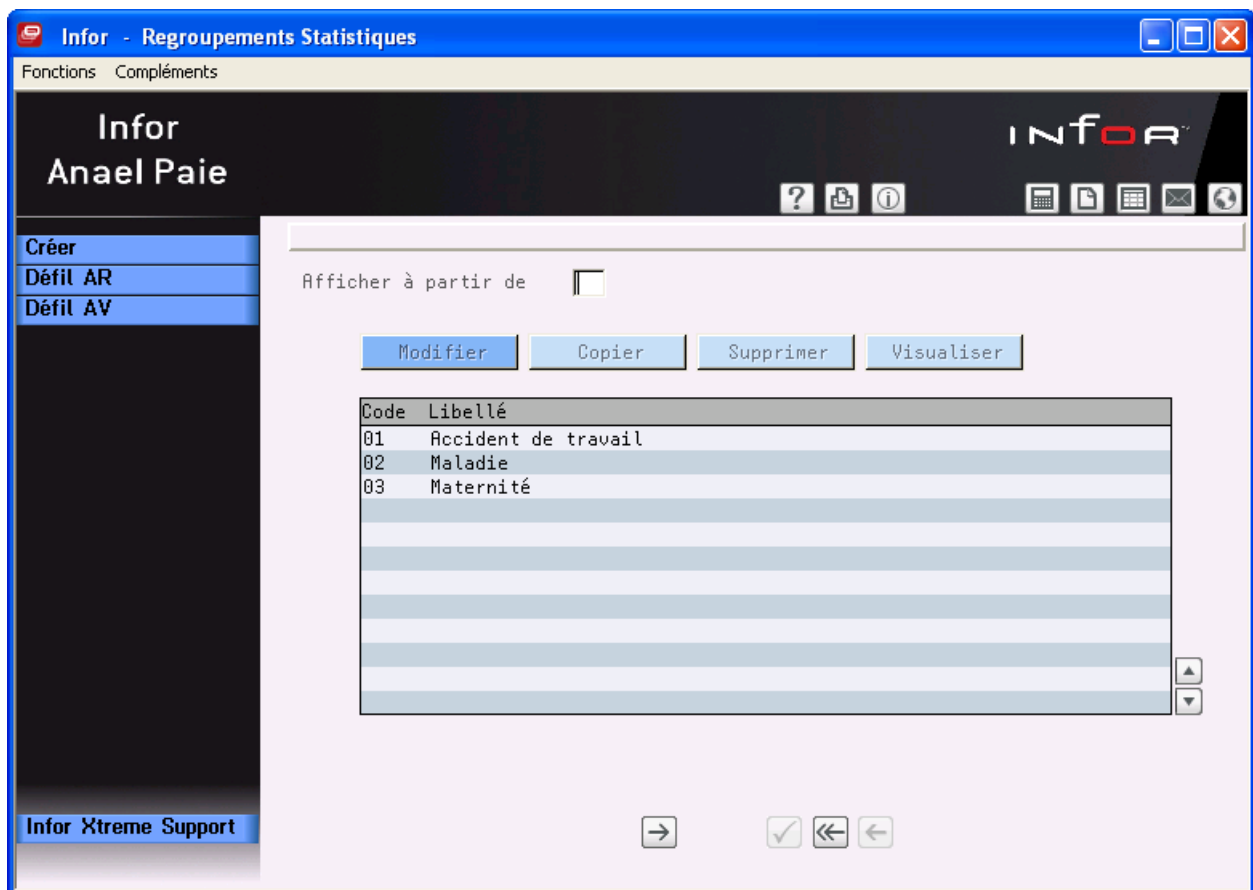 Infor - Regroupements Statistiques
Fonctions Compléments
Infor
Anael Paie
INfOR
Créer
Défil AR
Défil AV
Afficher à partir de
Modifier Copier Supprimer Visualiser
Code Libellé
01 Accident de travail
02 Maladie
03 Maternité
Infor Xtreme Support